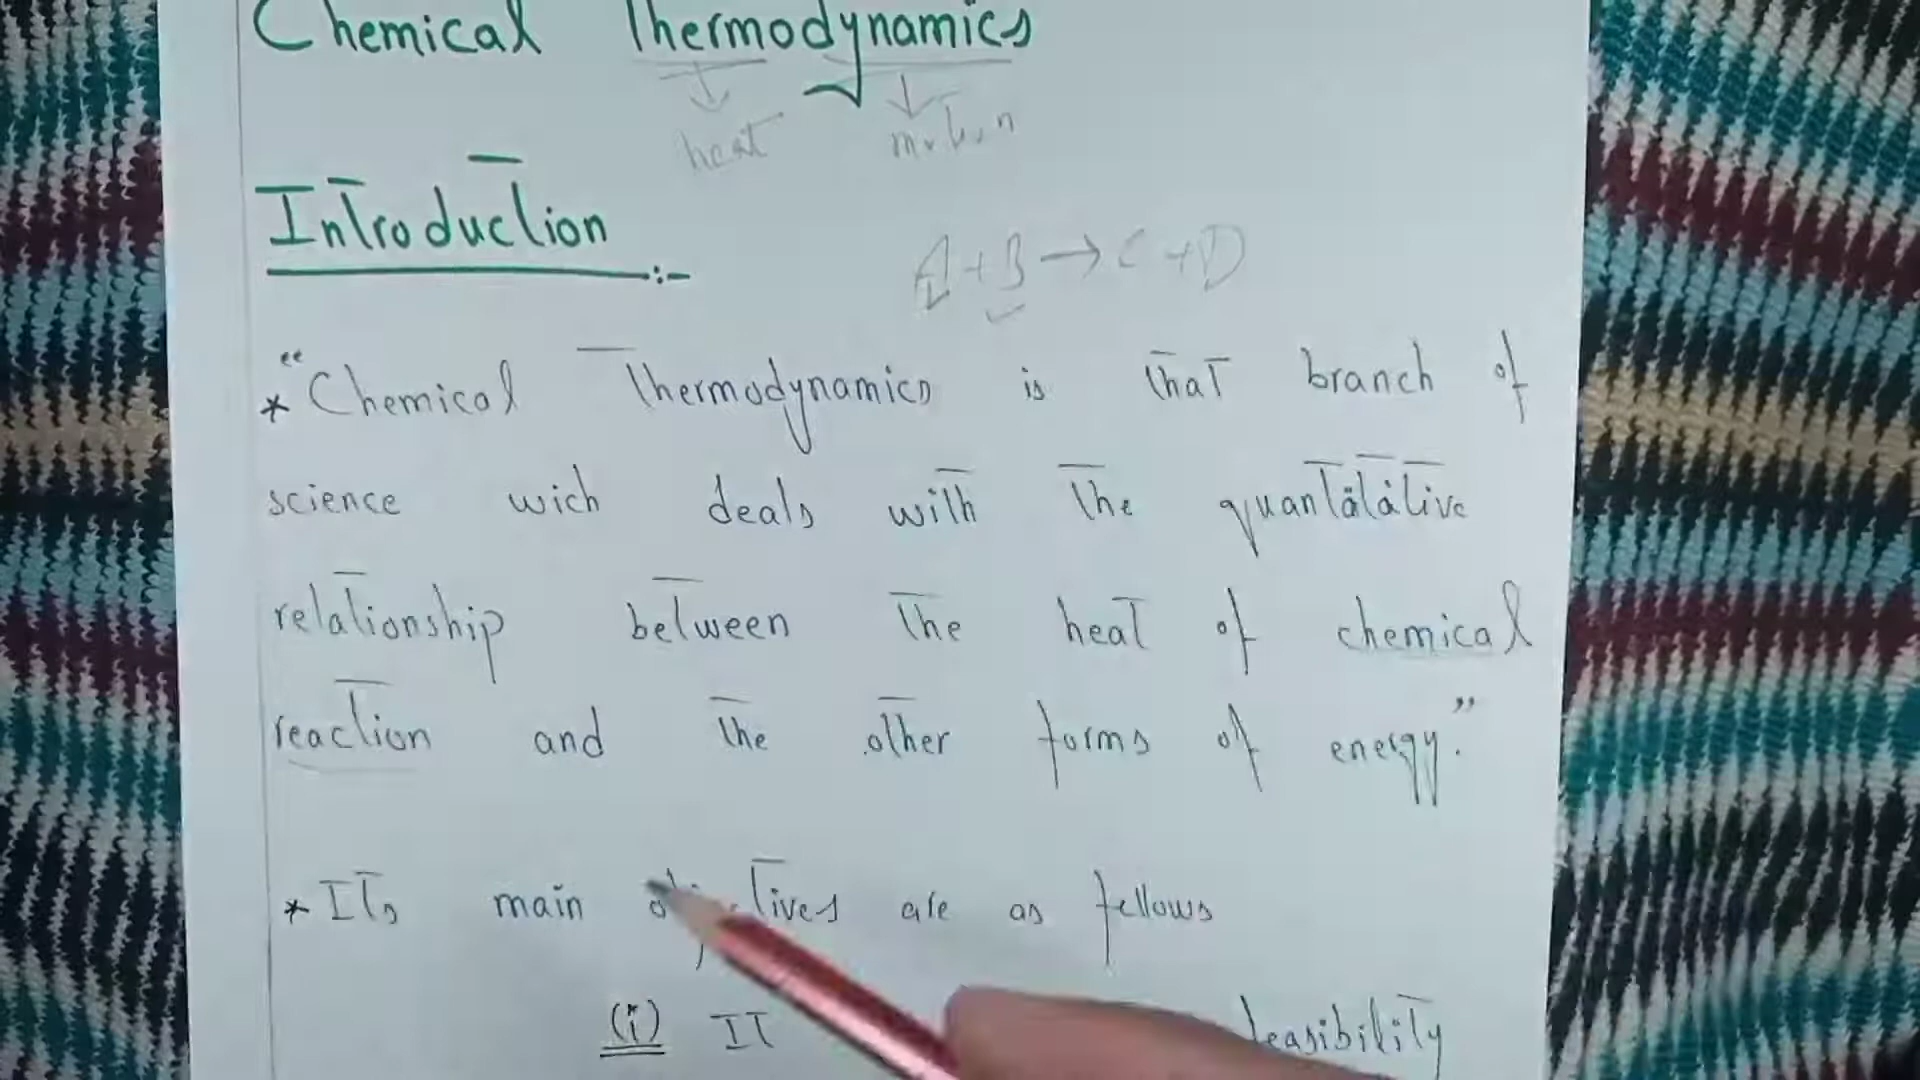 Chemical Thermodynamics
heat motion
Introduction :-
A + B → C + D
* “Chemical Thermodynamics is that branch of
science wich deals with the quantatative
relationship between the heat of chemical
reaction and the other forms of energy.”
* Its main are as fellows
(i) It feasibility